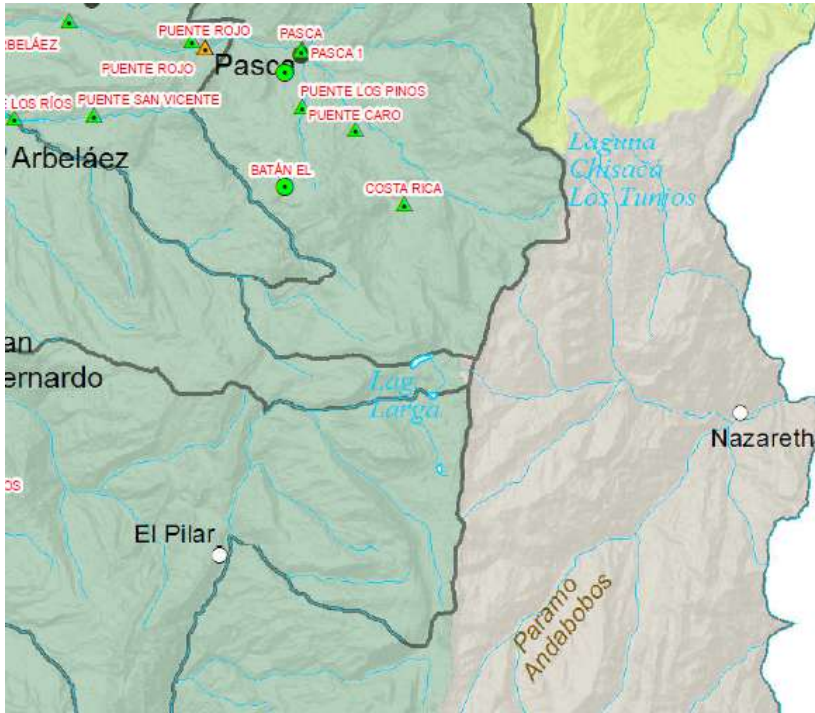 PUENTE ROJO
PASCA
RBELÁEZ
PASCA 1
PUENTE ROJO
Pasca
PUENTE LOS PINOS
E LOS RÍOS
PUENTE SAN VICENTE
PUENTE CARO
Arbeláez
Laguna
Chisacá
Los Tunjos
BATÁN EL
COSTA RICA
an
ernardo
Lag
Larga
Nazareth
OS
El Pilar
Paramo
Andabobos